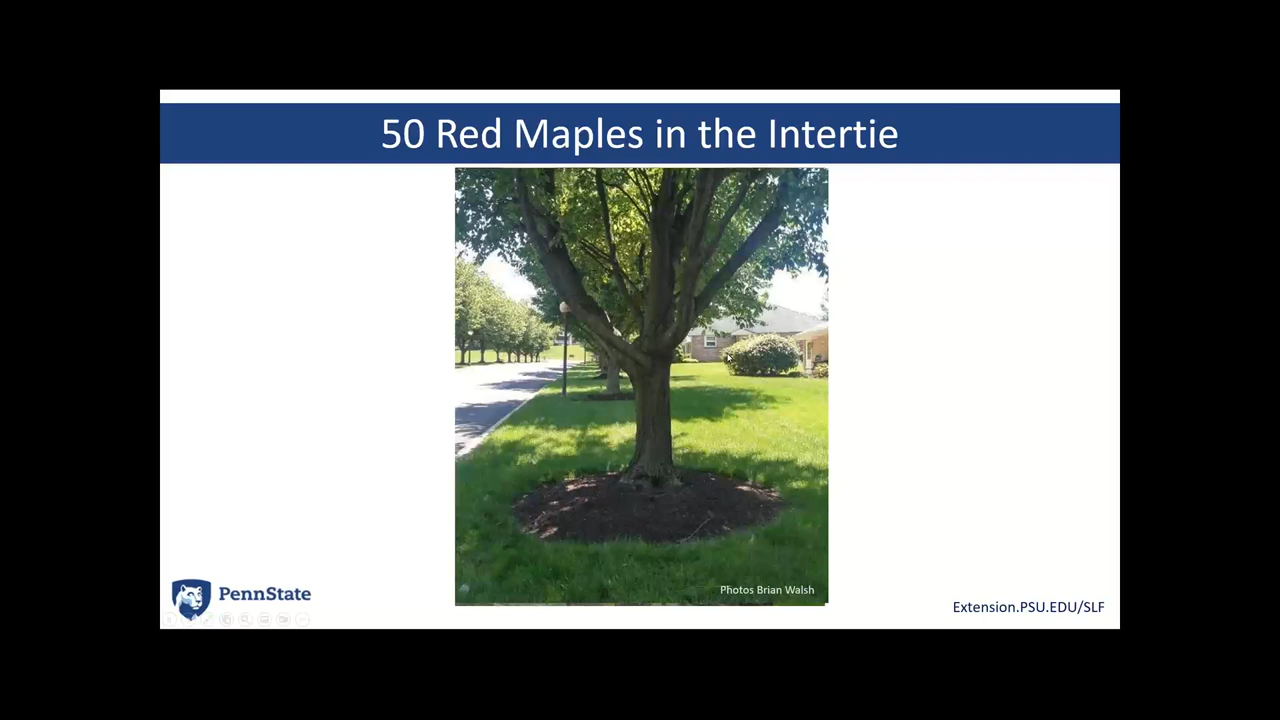 50 Red Maples in the Intertie
Photos Brian Walsh
PennState
Extension.PSU.EDU/SLF